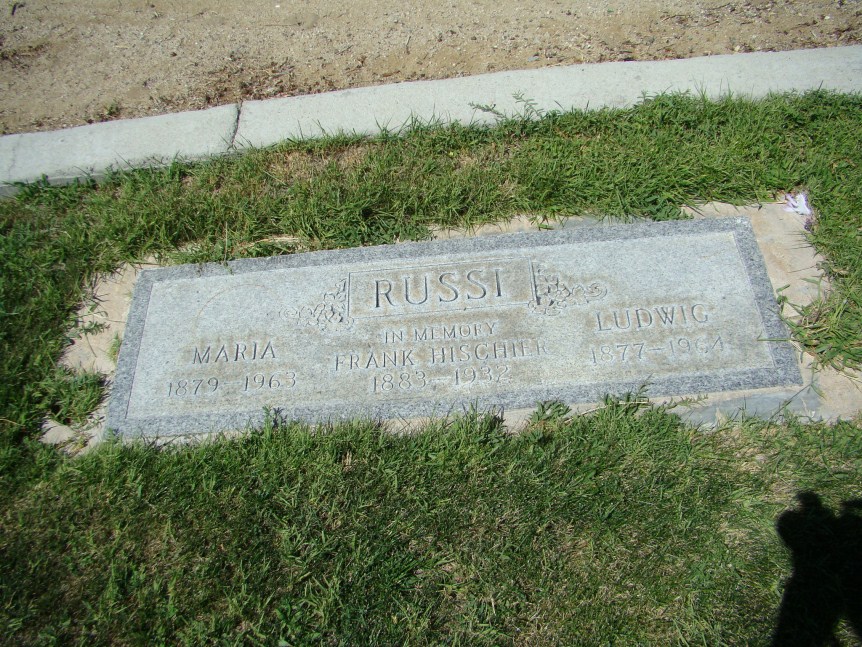 RUSSI
MARIA
1879–1963
IN MEMORY
FRANK HISCHIER
1883–1932
LUDWIG
1877–1964